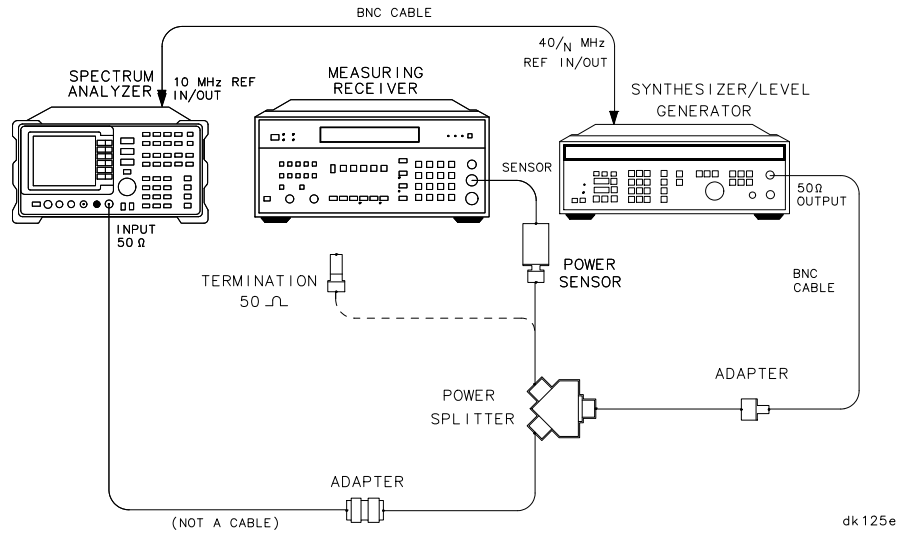 BNC CABLE
40/N MHz
REF IN/OUT
SPECTRUM
ANALYZER
10 MHz REF
IN/OUT
MEASURING
RECEIVER
SYNTHESIZER/LEVEL
GENERATOR
SENSOR
50Ω
OUTPUT
INPUT
50 Ω
TERMINATION
50 Ω
POWER
SENSOR
BNC
CABLE
ADAPTER
POWER
SPLITTER
ADAPTER
(NOT A CABLE)
dk125e